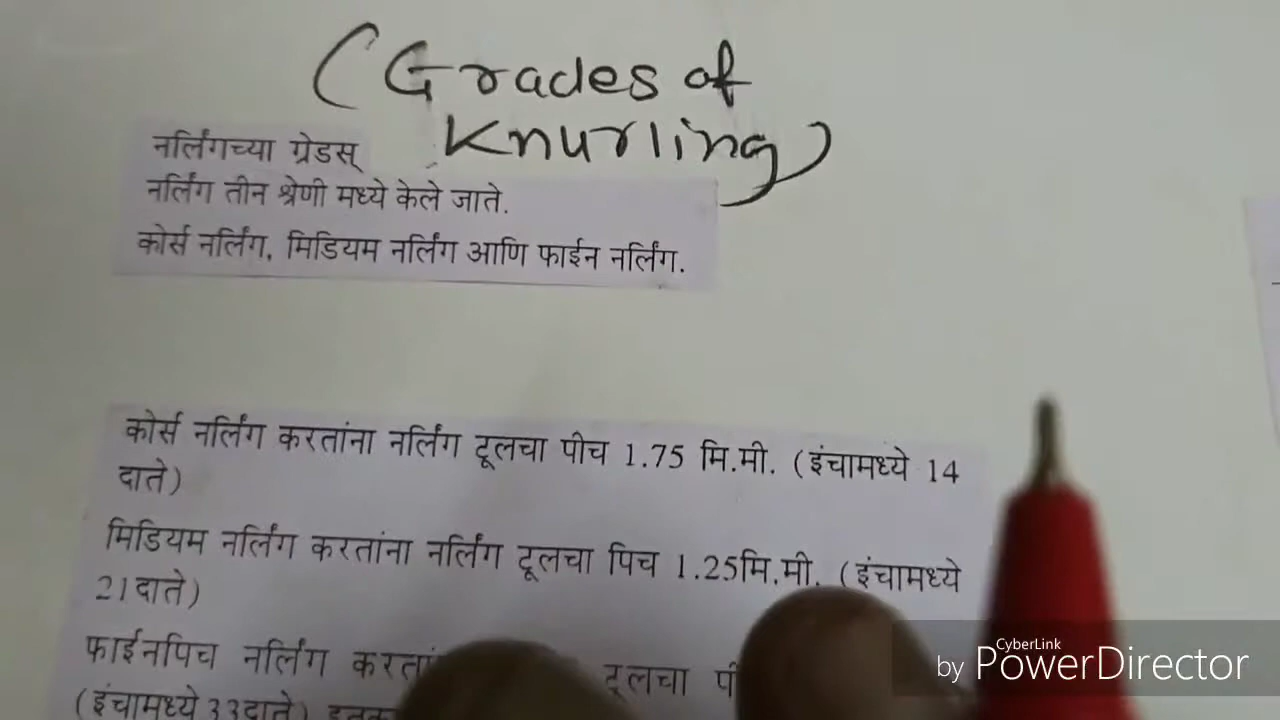 (Grades of
Knurling)
नर्लिंगच्या ग्रेडस्
नर्लिंग तीन श्रेणी मध्ये केले जाते.
कोर्स नर्लिंग, मिडियम नर्लिंग आणि फाईन नर्लिंग.
कोर्स नर्लिंग करतांना नर्लिंग टूलचा पीच 1.75 मि.मी. (इंचामध्ये 14
दाते)
मिडियम नर्लिंग करतांना नर्लिंग टूलचा पिच 1.25मि.मी. (इंचामध्ये
21दाते)
फाईनपिच नर्लिंग टूलचा
(इंचामध्ये 33दाते)
CyberLink
by PowerDirector